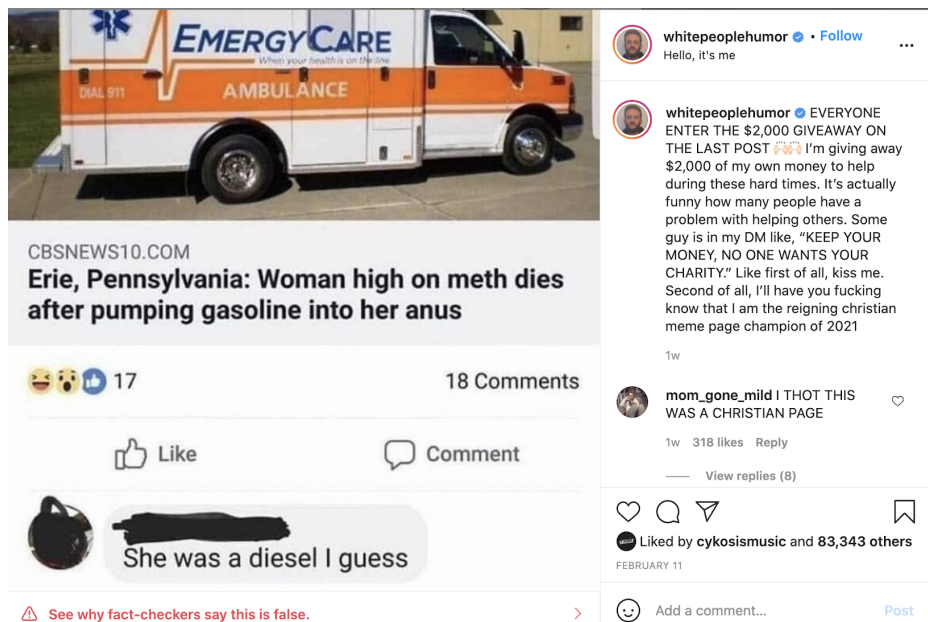 EMERGYCARE
When your health is on the line
DIAL 911
AMBULANCE
CBSNEWS10.COM
Erie, Pennsylvania: Woman high on meth dies
after pumping gasoline into her anus
17
18 Comments
Like
Comment
She was a diesel I guess
See why fact-checkers say this is false.
whitepeoplehumor • Follow
Hello, it's me
whitepeoplehumor EVERYONE
ENTER THE $2,000 GIVEAWAY ON
THE LAST POST 🙌🏻 I'm giving away
$2,000 of my own money to help
during these hard times. It's actually
funny how many people have a
problem with helping others. Some
guy is in my DM like, “KEEP YOUR
MONEY, NO ONE WANTS YOUR
CHARITY.” Like first of all, kiss me.
Second of all, I'll have you fucking
know that I am the reigning christian
meme page champion of 2021
1w
mom_gone_mild I THOT THIS
WAS A CHRISTIAN PAGE
1w 318 likes Reply
View replies (8)
Liked by cykosismusic and 83,343 others
FEBRUARY 11
Add a comment... Post